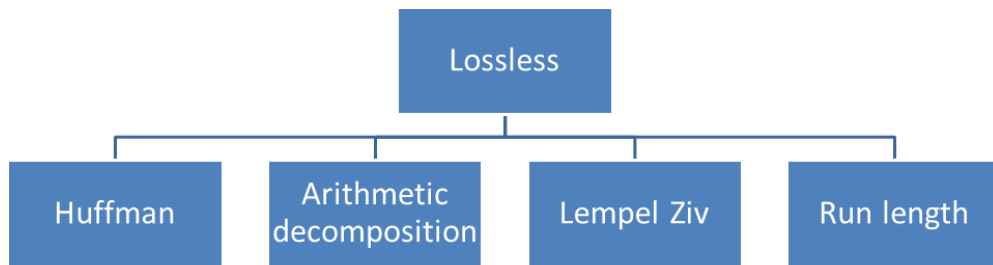 Lossless
Huffman
Arithmetic
decomposition
Lempel Ziv
Run length